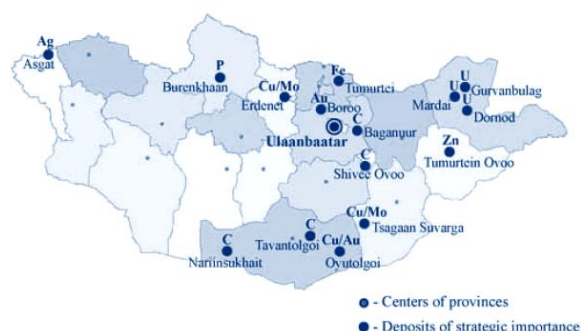 Ag
Asgat
P
Burenkhaan
Cu/Mo
Erdenet
Fe
Tumurtei
Au
Boroo
C
Baganuur
Ulaanbaatar
U
Gurvanbulag
U
Mardai
U
Dornod
Zn
Tumurtein Ovoo
C
Shivee Ovoo
Cu/Mo
Tsagaan Suvarga
C
Nariinsukhait
C
Tavantolgoi
Cu/Au
Oyutolgoi
- Centers of provinces
- Deposits of strategic importance